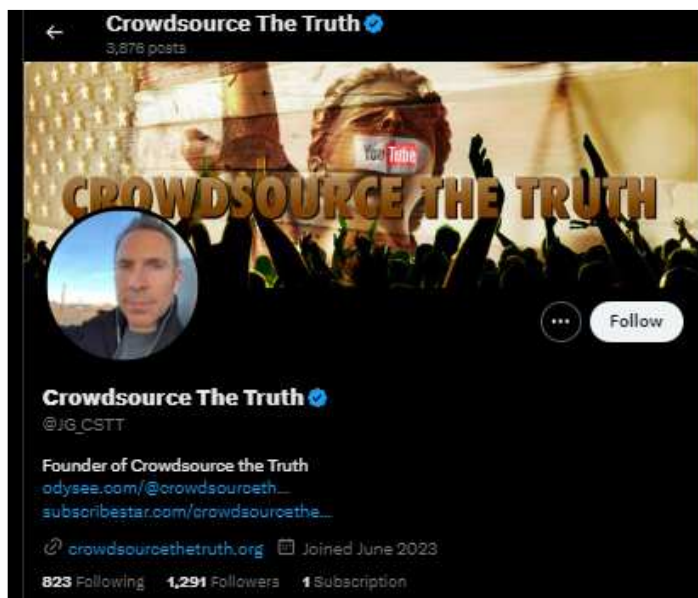 Crowdsource The Truth
3,876 posts
YouTube
CROWDSOURCE THE TRUTH
Follow
Crowdsource The Truth
@JG_CSTT
Founder of Crowdsource the Truth
odysee.com/@crowdsourceth...
subscribestar.com/crowdsourcethe...
crowdsourcethetruth.org Joined June 2023
823 Following 1,291 Followers 1 Subscription